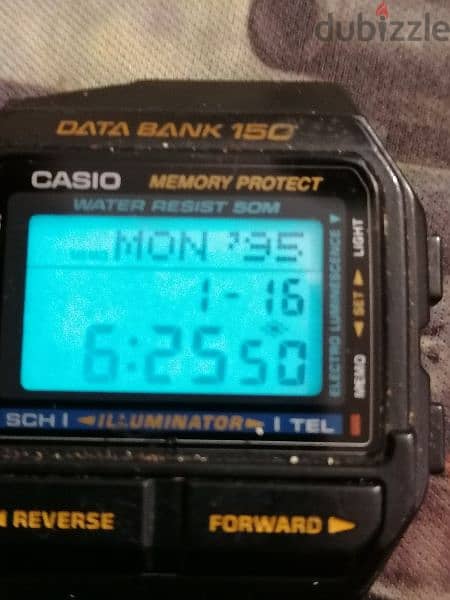 dubizzle
DATA BANK 150
CASIO MEMORY PROTECT
WATER RESIST 50M
MEMO MON '95
1-16
6:25 50
ELECTRO LUMINESCENCE ▼ LIGHT
MEMO ◄ SET ►
SCH ◄ILLUMINATOR► TEL
◄ REVERSE FORWARD ►